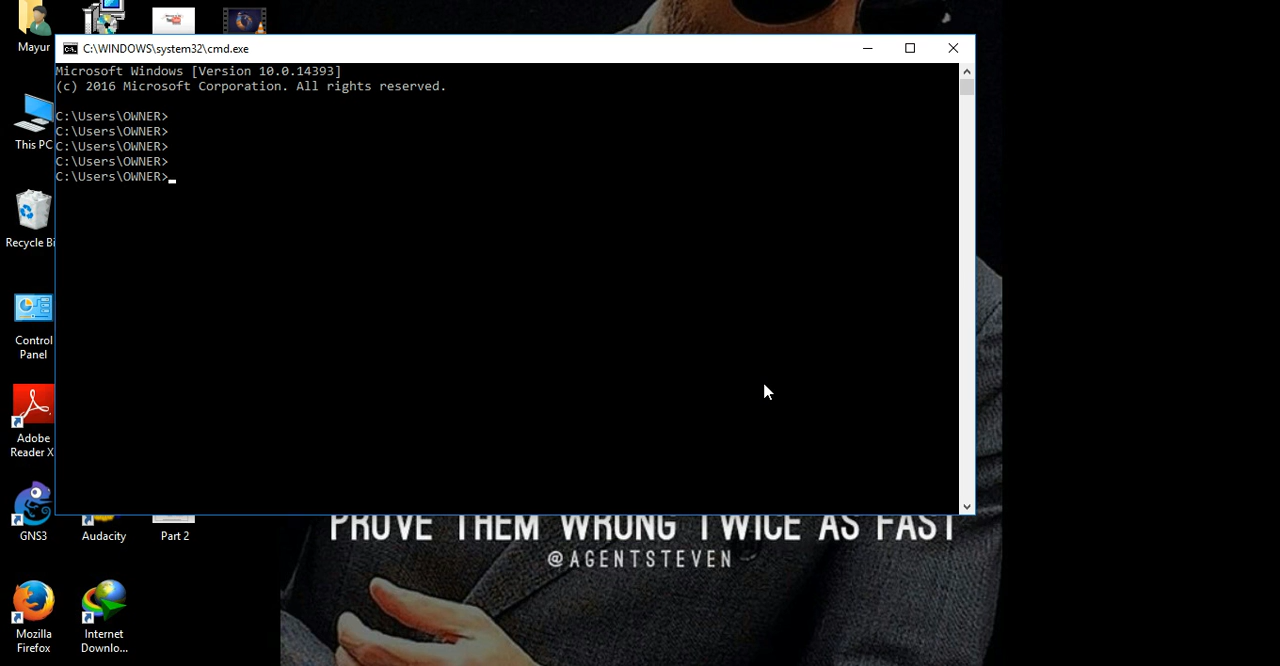 C:\WINDOWS\system32\cmd.exe
Microsoft Windows [Version 10.0.14393]
(c) 2016 Microsoft Corporation. All rights reserved.
C:\Users\OWNER>
C:\Users\OWNER>
C:\Users\OWNER>
C:\Users\OWNER>
C:\Users\OWNER>
Mayur
This PC
Recycle Bi
Control
Panel
Adobe
Reader X
GNS3
Audacity
Part 2
Mozilla
Firefox
Internet
Downlo...
PROVE THEM WRONG TWICE AS FAST
@AGENTSTEVEN